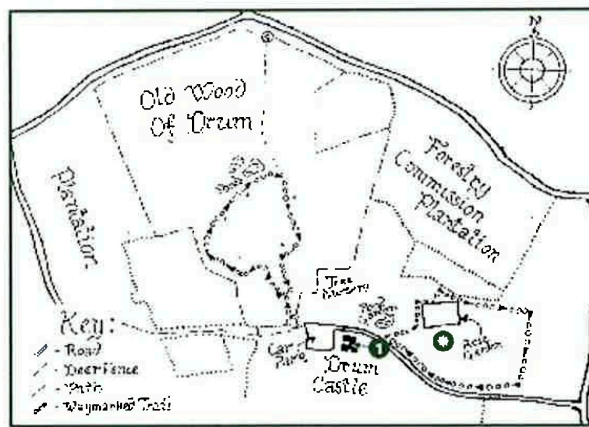 N
Old Wood
Of Drum
Forestry
Commission
Plantation
Plantation
Tree
Key:
- Road
- Deer Fence
- Path
- Waymarked Trail
Car
Park
1
Drum
Castle
Rose
Garden